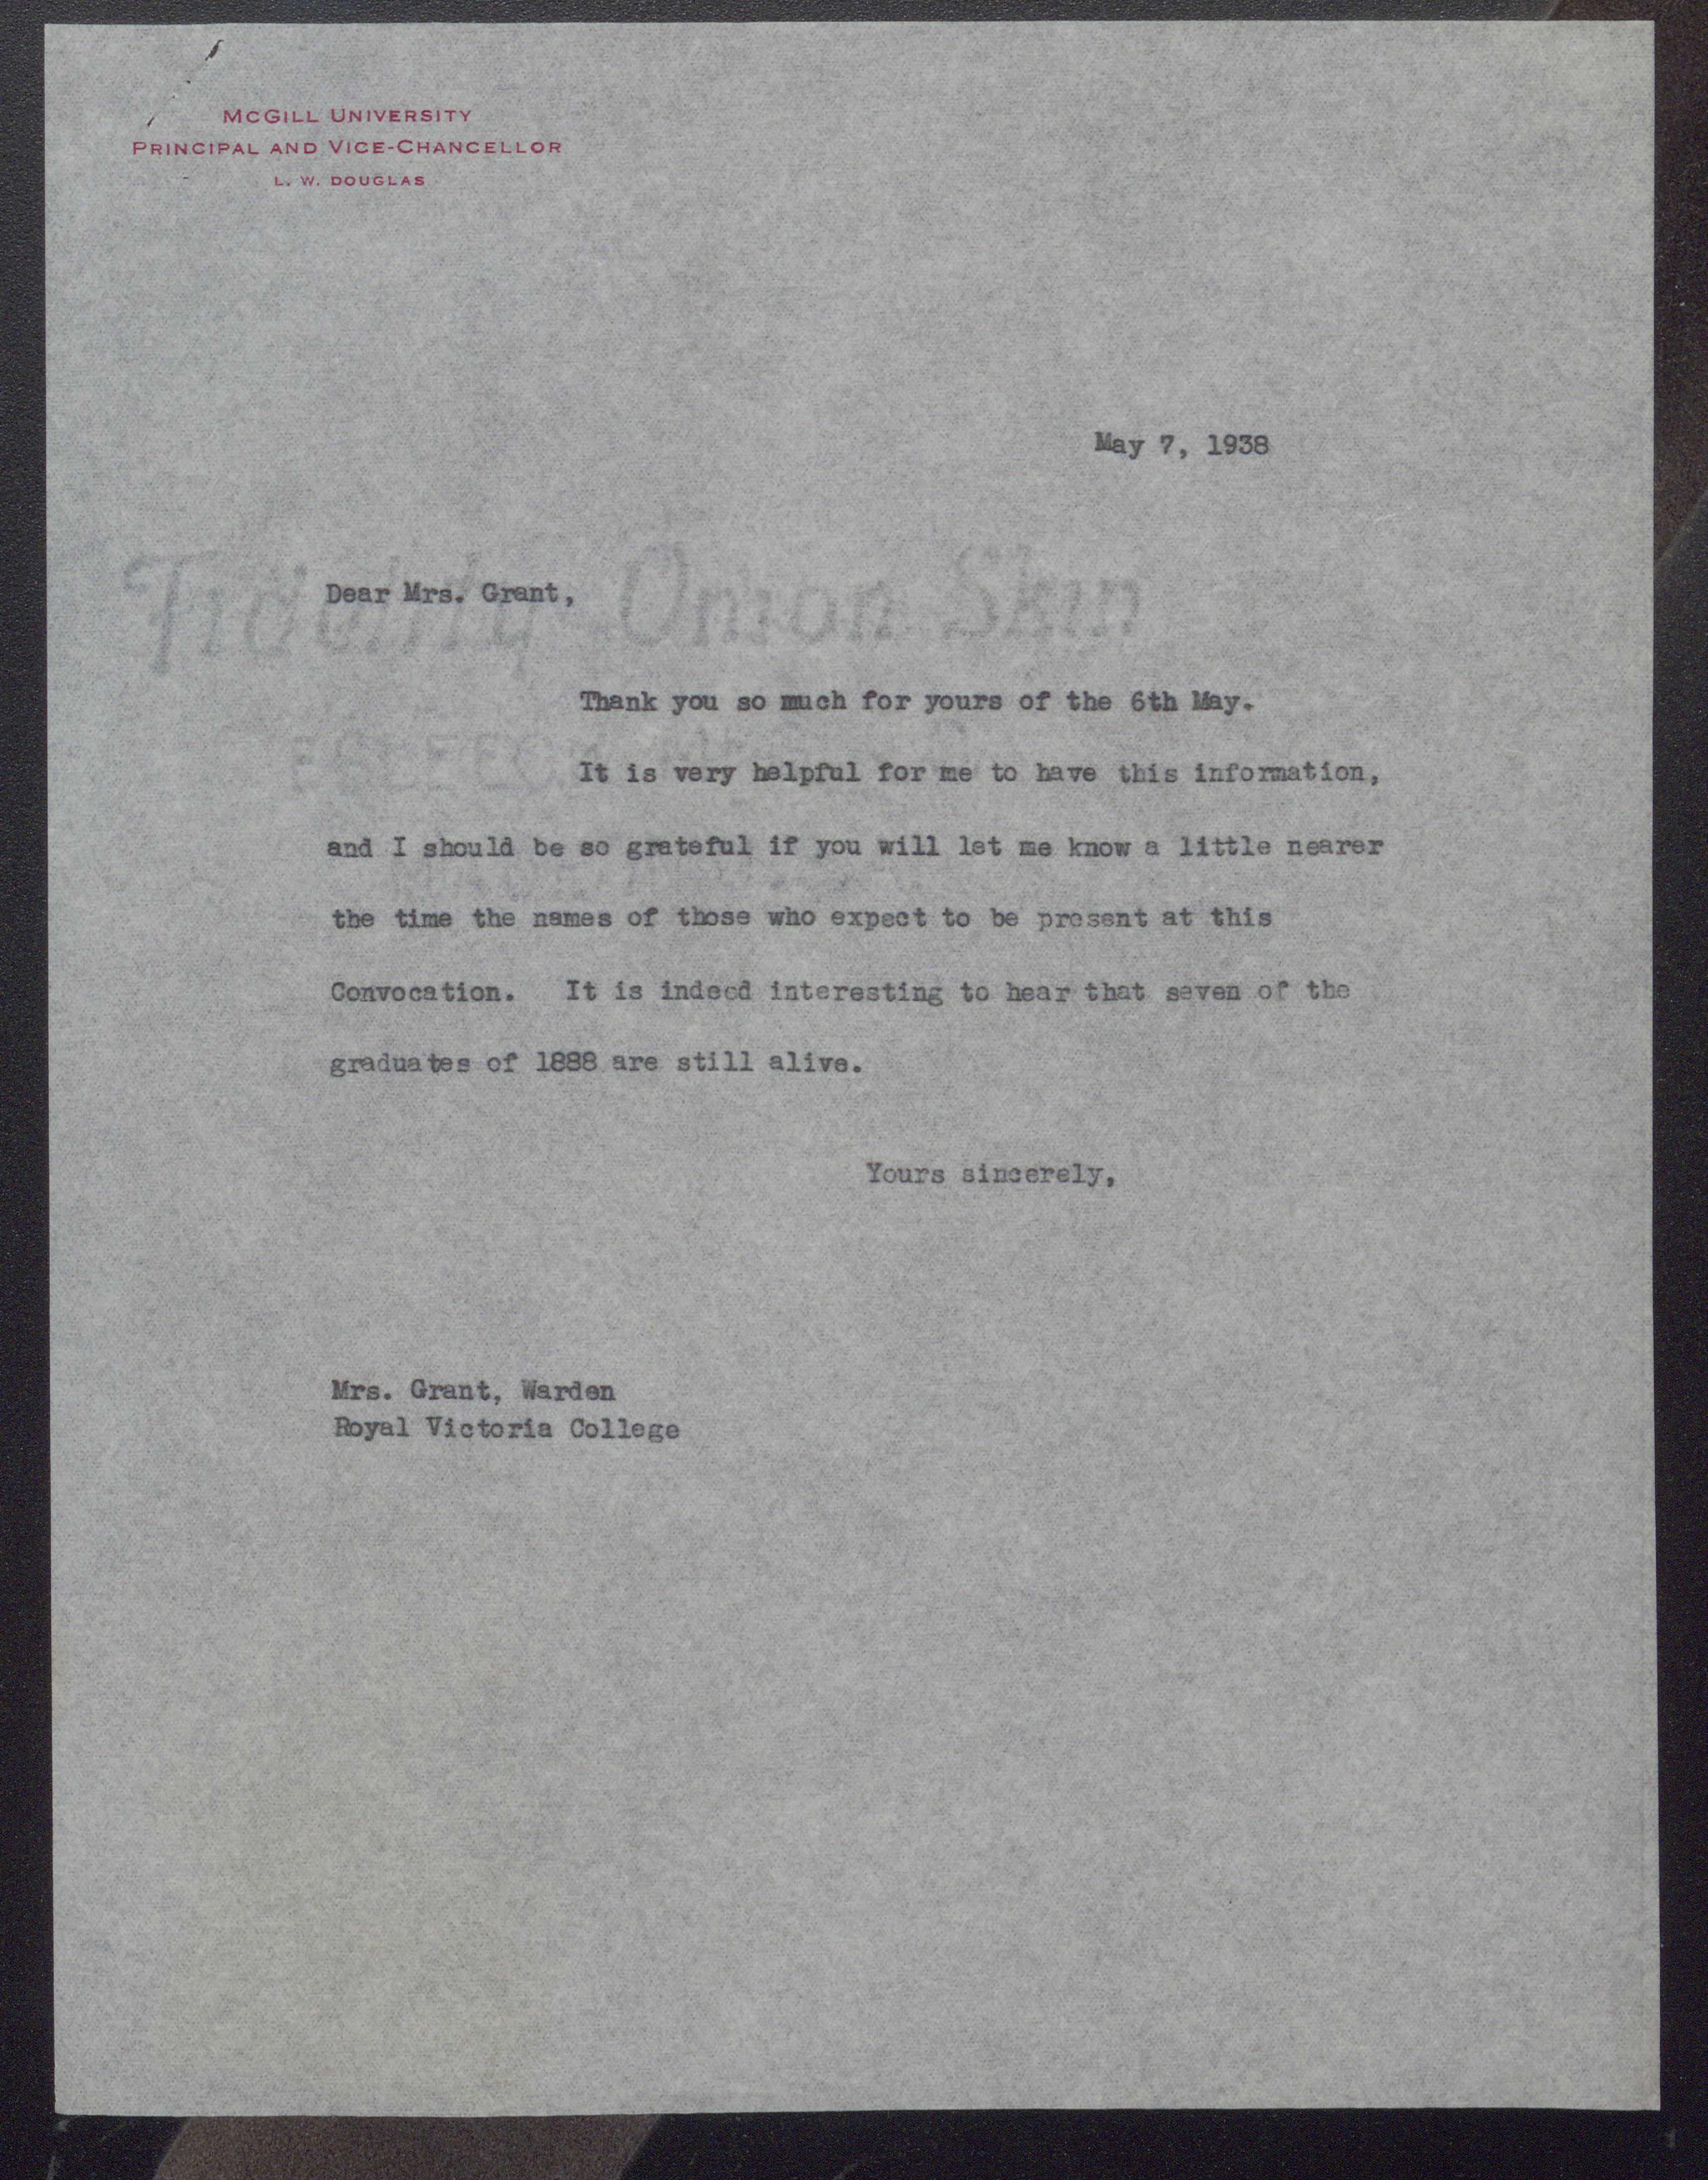 McGill University
Principal and Vice-Chancellor
L. W. Douglas
May 7, 1938
Dear Mrs. Grant,
Fidelity Onion Skin
Thank you so much for yours of the 6th May.
It is very helpful for me to have this information,
and I should be so grateful if you will let me know a little nearer
the time the names of those who expect to be present at this
Convocation. It is indeed interesting to hear that seven of the
graduates of 1888 are still alive.
Yours sincerely,
Mrs. Grant, Warden
Royal Victoria College